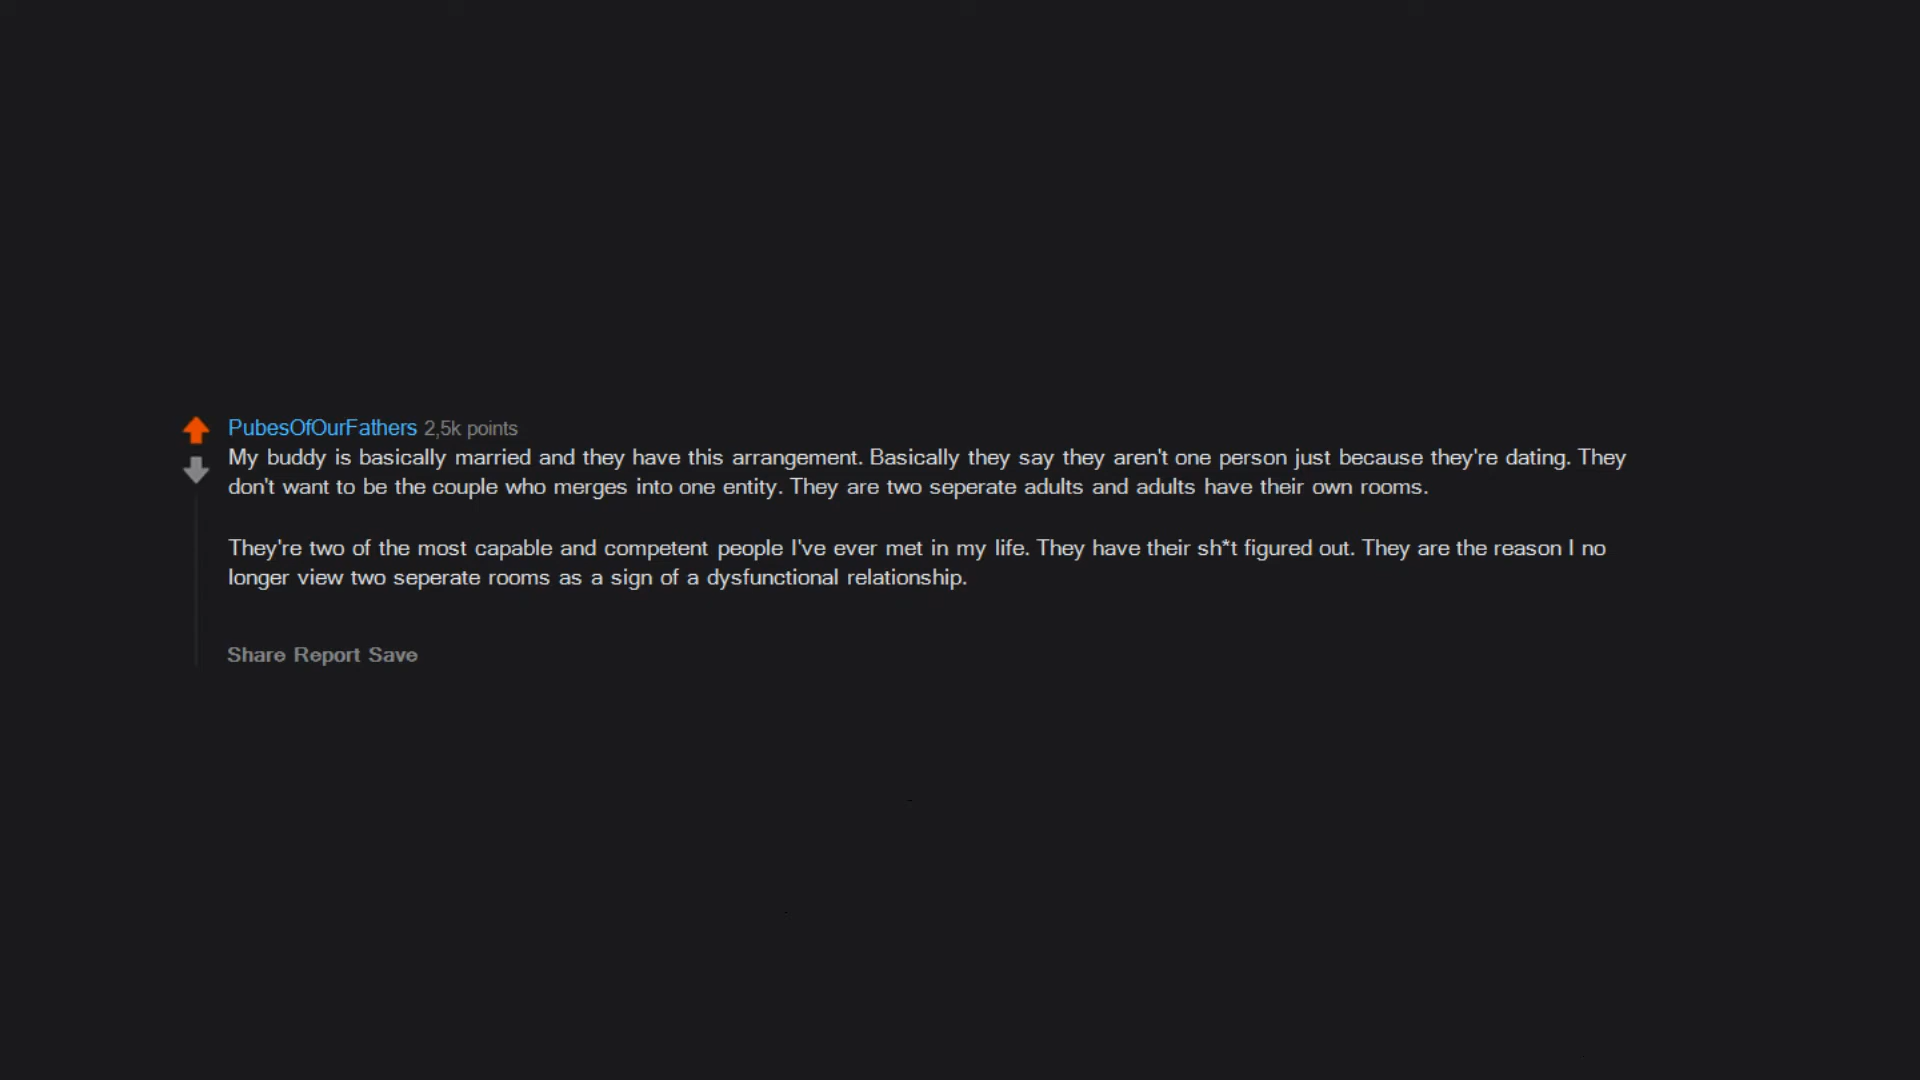 PubesOfOurFathers 2,5k points
My buddy is basically married and they have this arrangement. Basically they say they aren't one person just because they're dating. They
don't want to be the couple who merges into one entity. They are two seperate adults and adults have their own rooms.
They're two of the most capable and competent people I've ever met in my life. They have their sh*t figured out. They are the reason I no
longer view two seperate rooms as a sign of a dysfunctional relationship.
Share Report Save